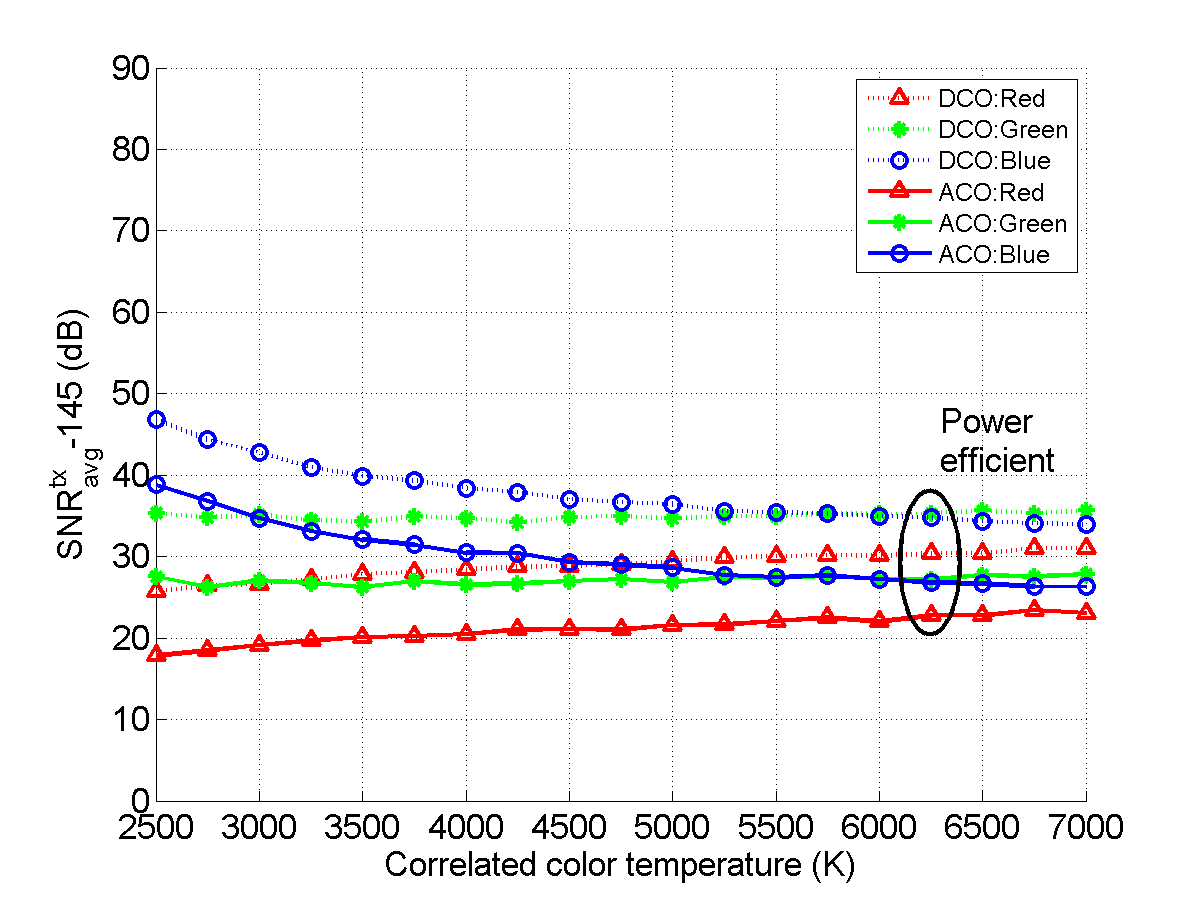 90
80
70
60
50
40
30
20
10
0
SNR^tx_avg-145 (dB)
DCO:Red
DCO:Green
DCO:Blue
ACO:Red
ACO:Green
ACO:Blue
Power
efficient
2500 3000 3500 4000 4500 5000 5500 6000 6500 7000
Correlated color temperature (K)